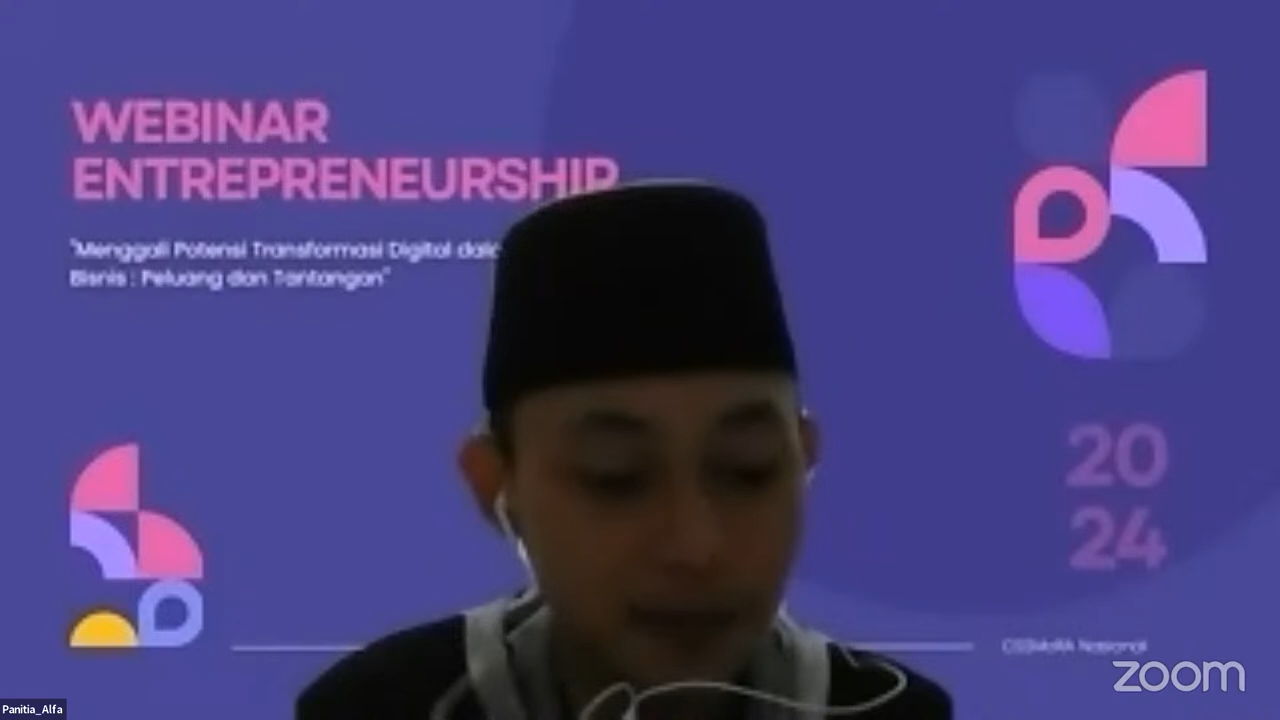 WEBINAR
ENTREPRENEURSHIP
"Menggali Potensi Transformasi Digital
Bisnis : Peluang dan Tantangan"
20
24
CSSMoRA Nasional
zoom
Panitia_Alfa